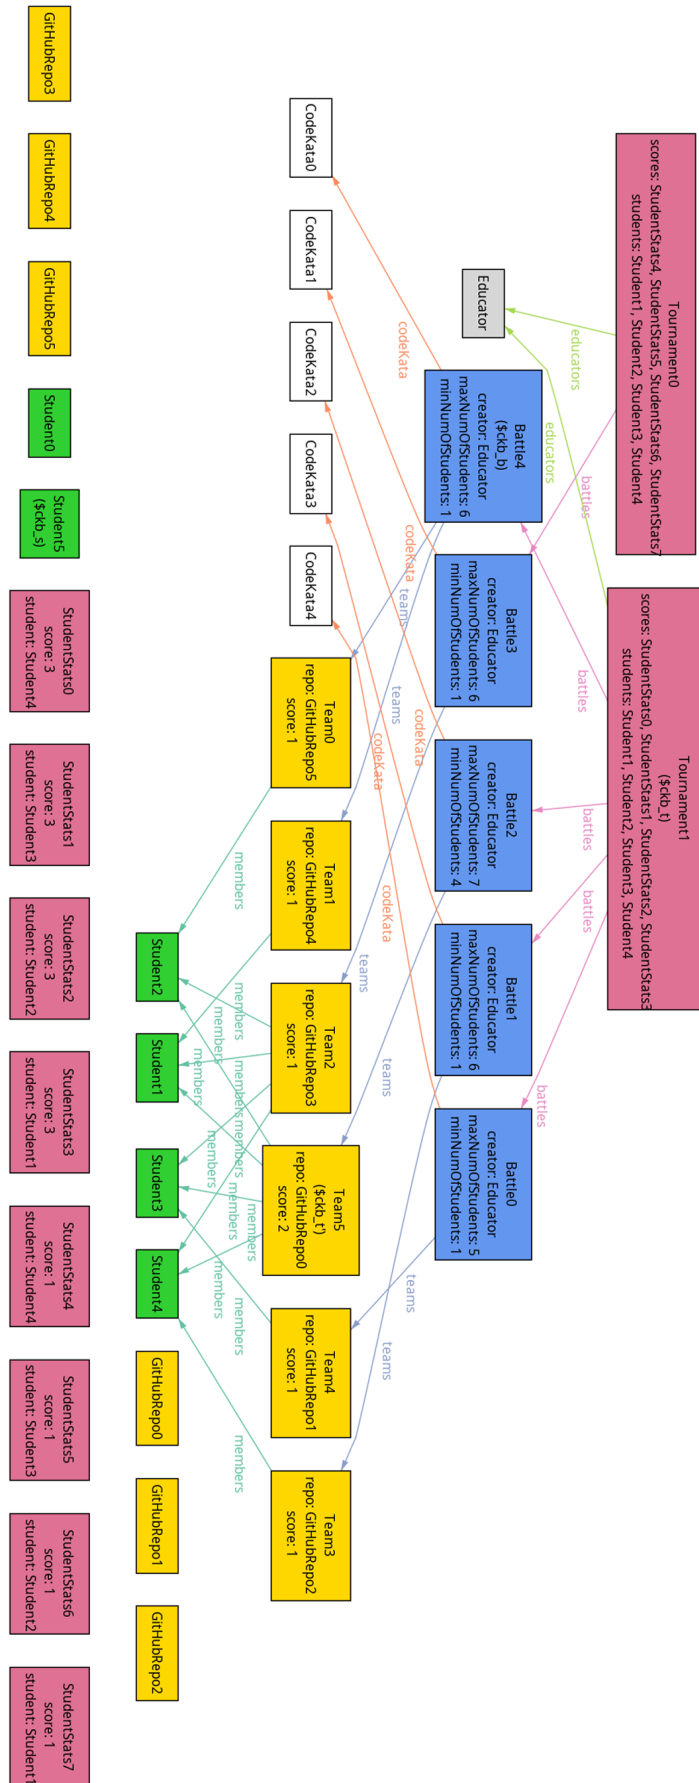 Tournament0
scores: StudentStats4, StudentStats5, StudentStats6, StudentStats7
students: Student1, Student2, Student3, Student4
Tournament1
($ckb_t)
scores: StudentStats0, StudentStats1, StudentStats2, StudentStats3
students: Student1, Student2, Student3, Student4
educators
educators
battles
battles
battles
battles
battles
Educator
Battle4
($ckb_b)
creator: Educator
maxNumOfStudents: 6
minNumOfStudents: 1
Battle3
creator: Educator
maxNumOfStudents: 6
minNumOfStudents: 1
Battle2
creator: Educator
maxNumOfStudents: 7
minNumOfStudents: 4
Battle1
creator: Educator
maxNumOfStudents: 6
minNumOfStudents: 1
Battle0
creator: Educator
maxNumOfStudents: 5
minNumOfStudents: 1
codeKata
codeKata
codeKata
codeKata
codeKata
teams
teams
teams
teams
teams
teams
CodeKata0
CodeKata1
CodeKata2
CodeKata3
CodeKata4
Team0
repo: GitHubRepo5
score: 1
Team1
repo: GitHubRepo4
score: 1
Team2
repo: GitHubRepo3
score: 1
Team5
($ckb_t')
repo: GitHubRepo0
score: 2
Team4
repo: GitHubRepo1
score: 1
Team3
repo: GitHubRepo2
score: 1
members
members
members
members
members
members
members
members
members
members
members
members
Student2
Student1
Student3
Student4
GitHubRepo0
GitHubRepo1
GitHubRepo2
GitHubRepo3
GitHubRepo4
GitHubRepo5
Student0
Student5
($ckb_s)
StudentStats0
score: 3
student: Student4
StudentStats1
score: 3
student: Student3
StudentStats2
score: 3
student: Student2
StudentStats3
score: 3
student: Student1
StudentStats4
score: 1
student: Student4
StudentStats5
score: 1
student: Student3
StudentStats6
score: 1
student: Student2
StudentStats7
score: 1
student: Student1